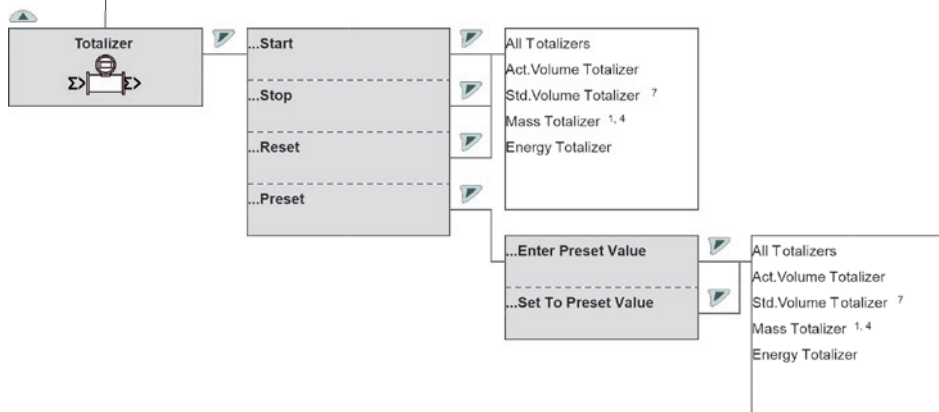 Totalizer
Σ> Σ>
...Start
...Stop
...Reset
...Preset
All Totalizers
Act.Volume Totalizer
Std.Volume Totalizer 7
Mass Totalizer 1, 4
Energy Totalizer
...Enter Preset Value
...Set To Preset Value
All Totalizers
Act.Volume Totalizer
Std.Volume Totalizer 7
Mass Totalizer 1, 4
Energy Totalizer